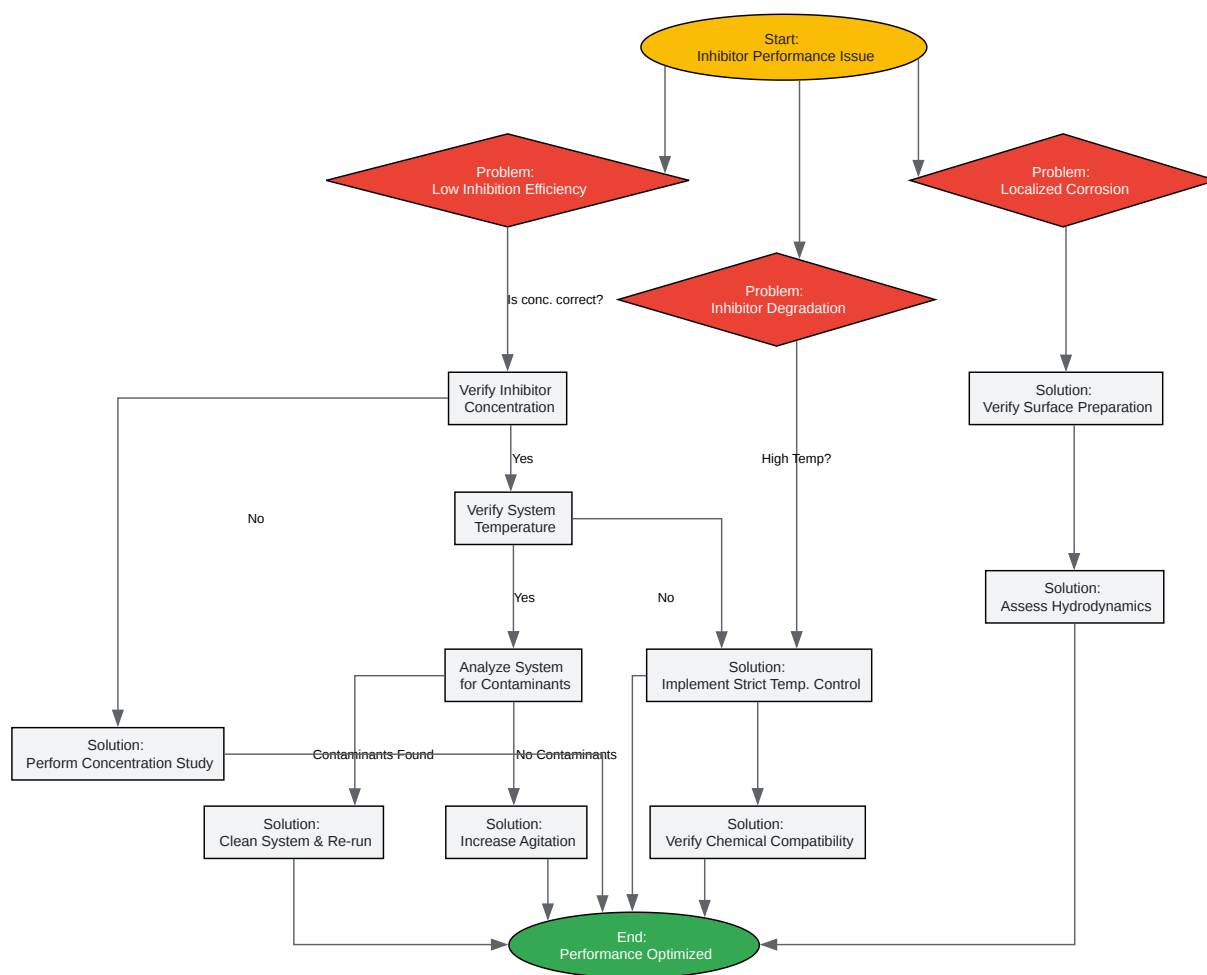 Start:
Inhibitor Performance Issue
Problem:
Low Inhibition Efficiency
Problem:
Localized Corrosion
Problem:
Inhibitor Degradation
Is conc. correct?
Verify Inhibitor
Concentration
Solution:
Verify Surface Preparation
Yes
High Temp?
Verify System
Temperature
No
Yes
No
Solution:
Assess Hydrodynamics
Analyze System
for Contaminants
Solution:
Implement Strict Temp. Control
Solution:
Perform Concentration Study
Contaminants Found
No Contaminants
Solution:
Clean System & Re-run
Solution:
Increase Agitation
Solution:
Verify Chemical Compatibility
End:
Performance Optimized